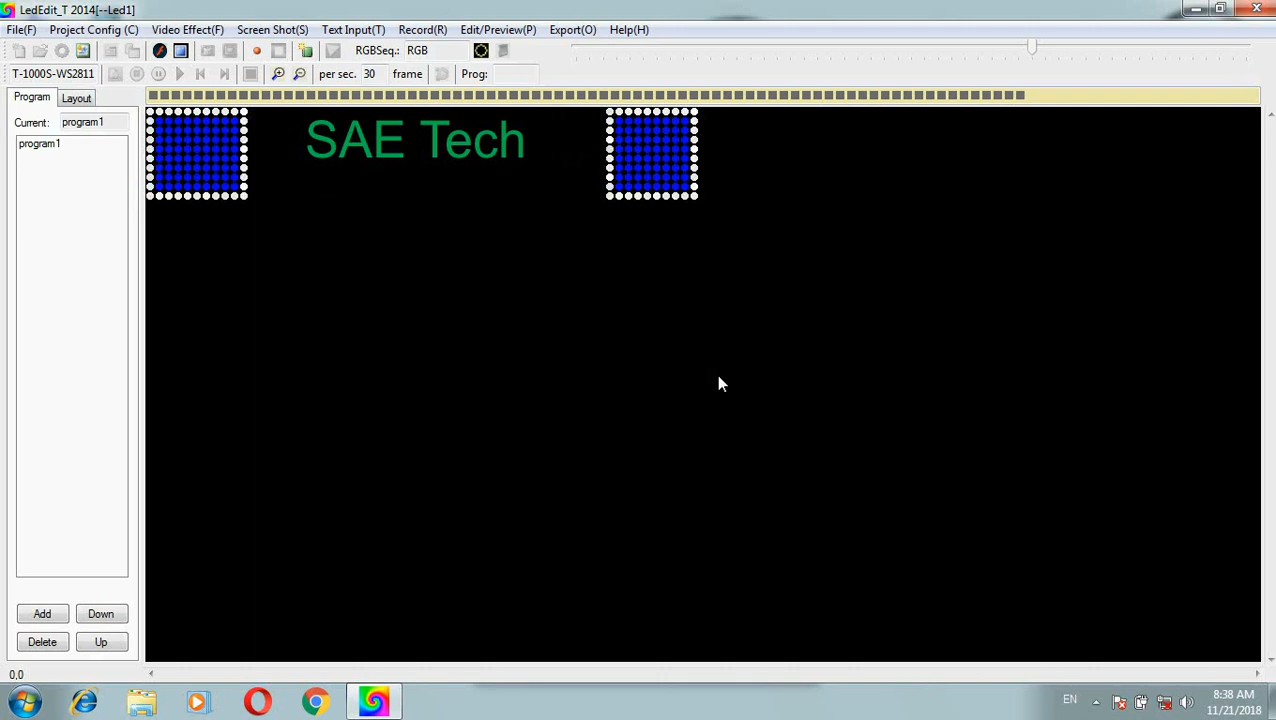 LedEdit_T 2014[--Led1]
File(F) Project Config (C) Video Effect(F) Screen Shot(S) Text Input(T) Record(R) Edit/Preview(P) Export(O) Help(H)
RGBSeq.: RGB
T-1000S-WS2811 per sec. 30 frame Prog:
Program Layout
Current: program1
program1
SAE Tech
Add Down
Delete Up
0,0
EN
8:38 AM
11/21/2018